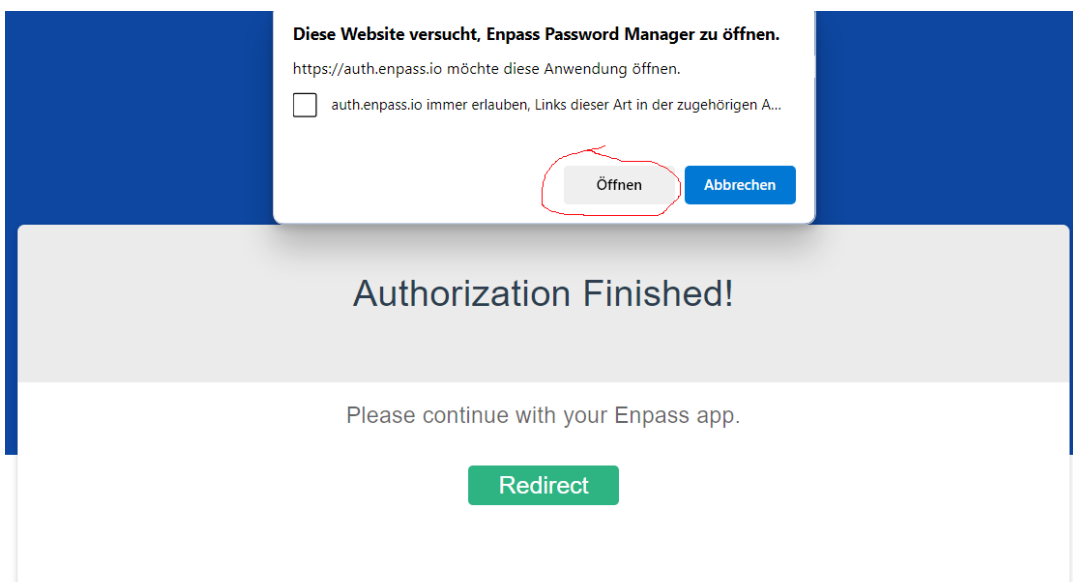 Diese Website versucht, Enpass Password Manager zu öffnen.
https://auth.enpass.io möchte diese Anwendung öffnen.
auth.enpass.io immer erlauben, Links dieser Art in der zugehörigen A...
Öffnen Abbrechen
Authorization Finished!
Please continue with your Enpass app.
Redirect